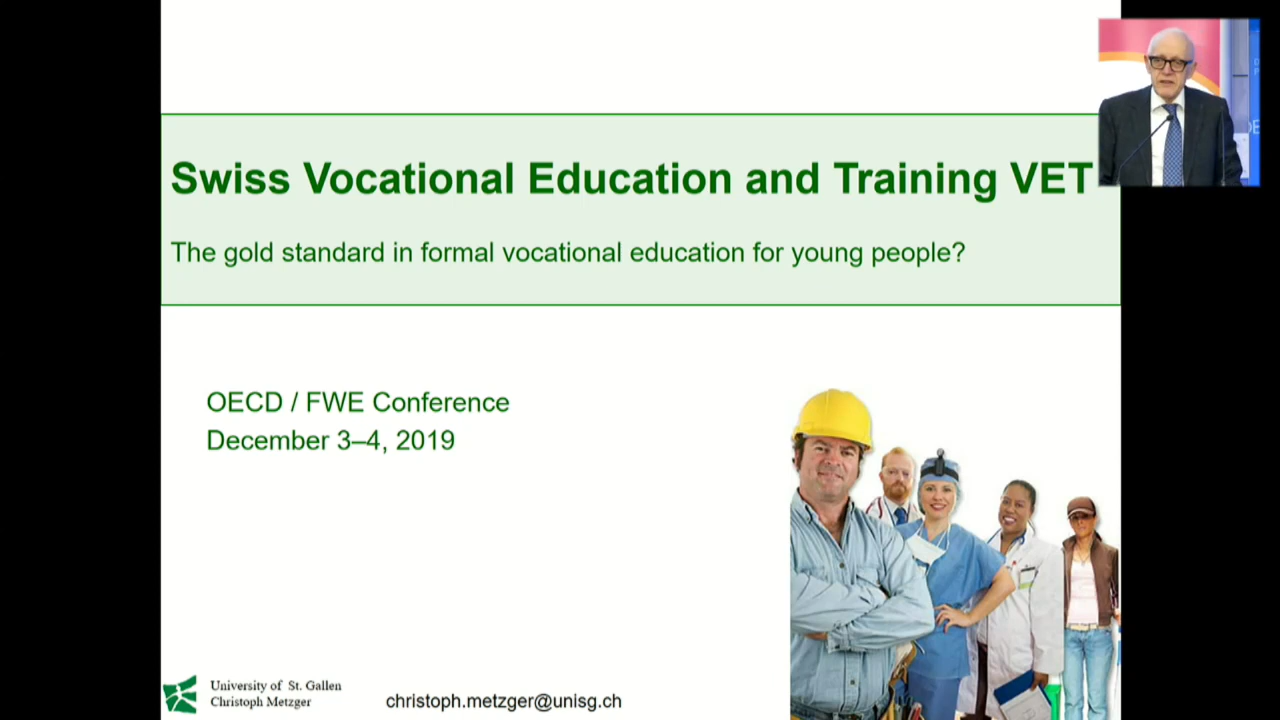 Swiss Vocational Education and Training VET
The gold standard in formal vocational education for young people?
OECD / FWE Conference
December 3–4, 2019
University of St. Gallen
Christoph Metzger
christoph.metzger@unisg.ch